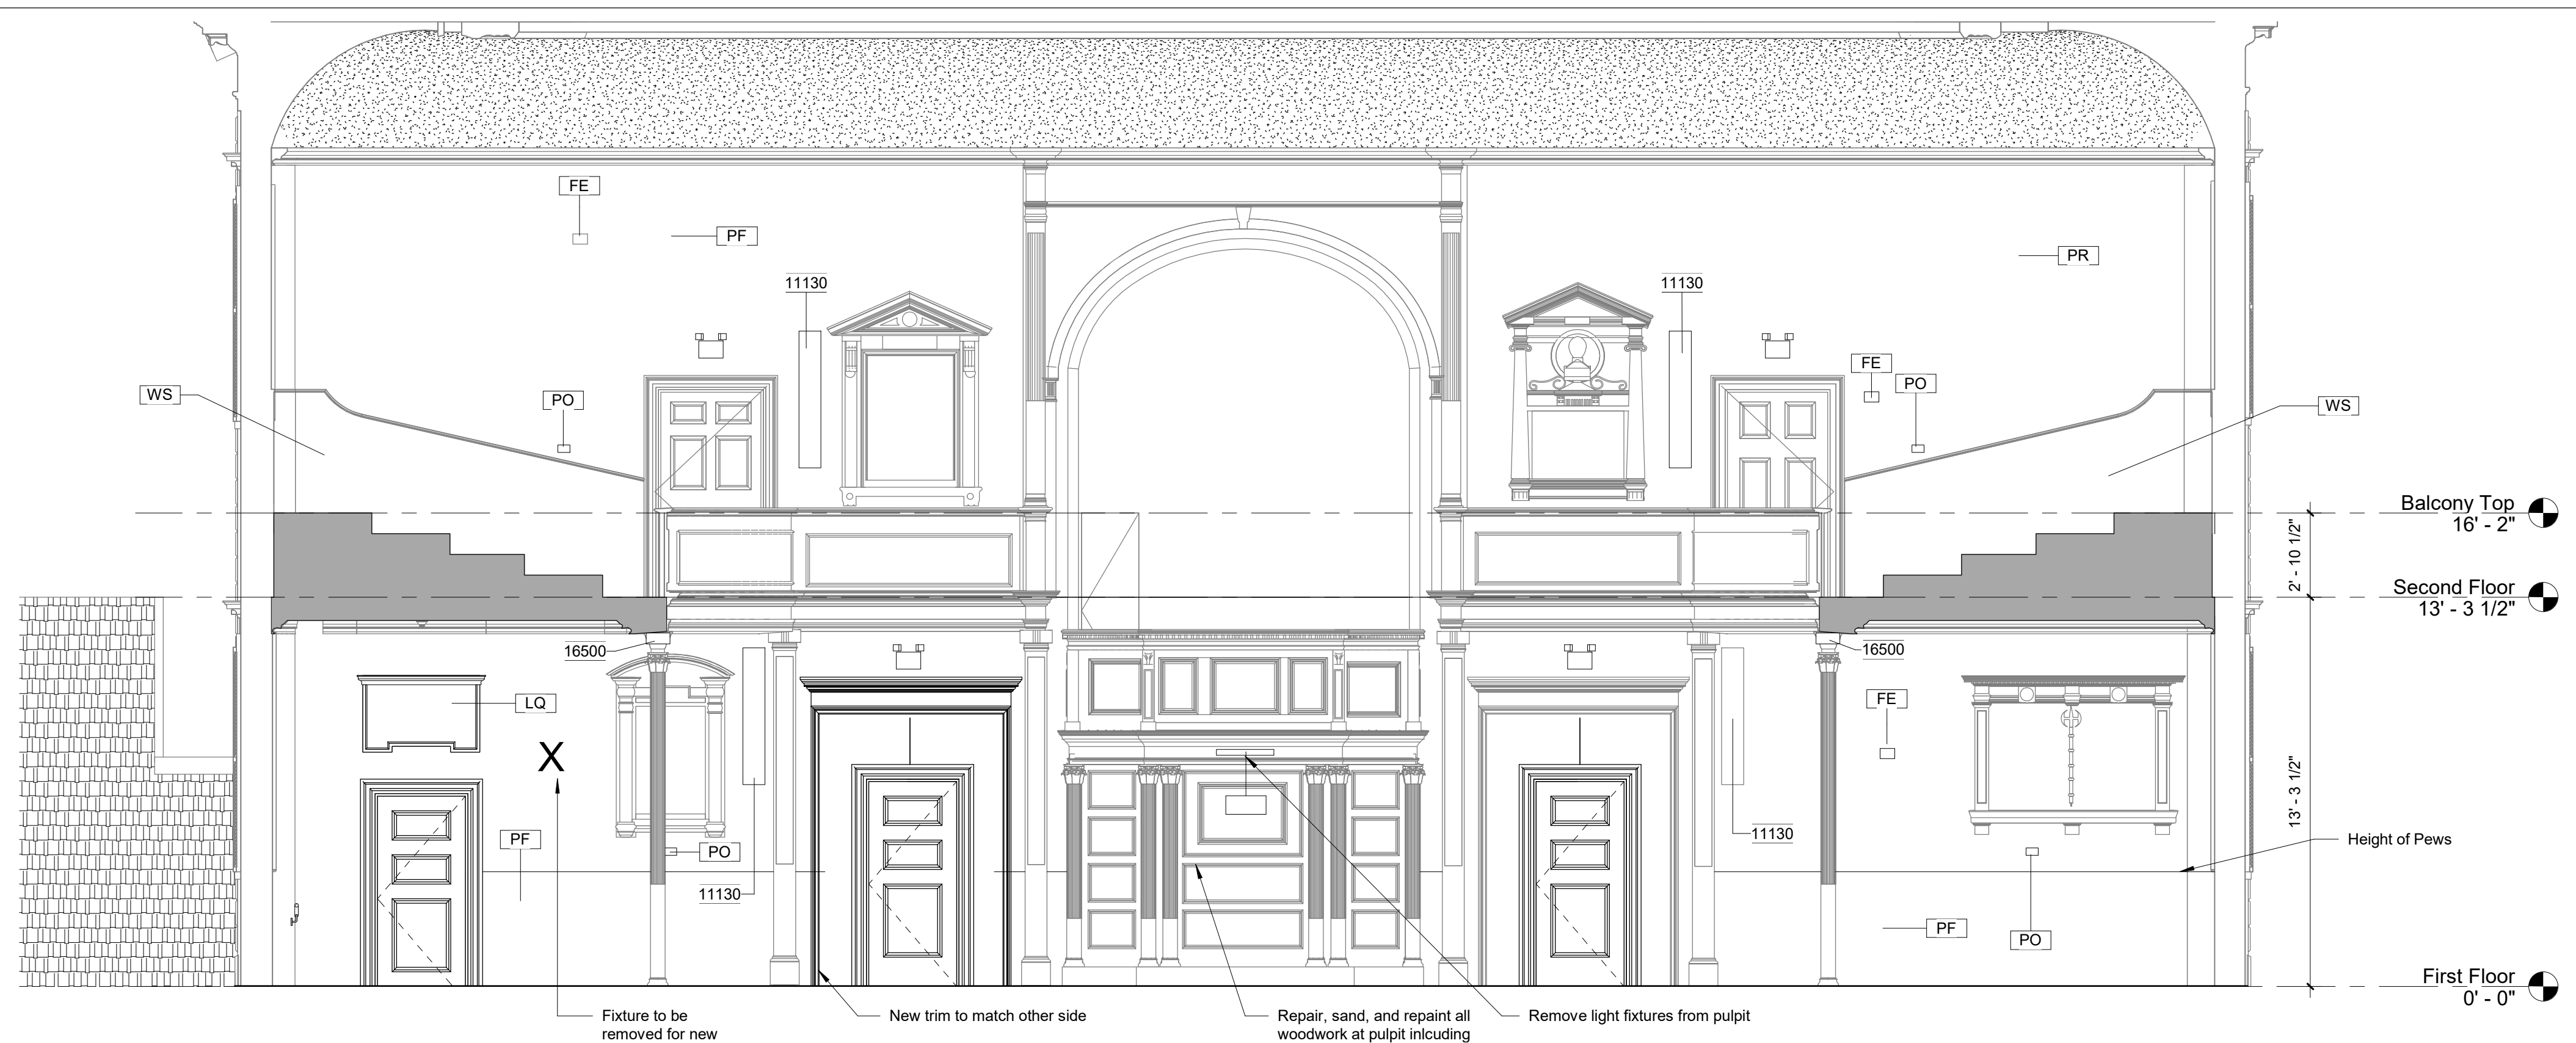 FE
PF
PR
11130
11130
FE
PO
PO
WS
WS
Balcony Top
16' - 2"
2' - 10 1/2"
Second Floor
13' - 3 1/2"
16500
16500
LQ
FE
X
13' - 3 1/2"
11130
PF
PO
Height of Pews
11130
PF
PO
First Floor
0' - 0"
Fixture to be
removed for new
New trim to match other side
Repair, sand, and repaint all
woodwork at pulpit inlcuding
Remove light fixtures from pulpit